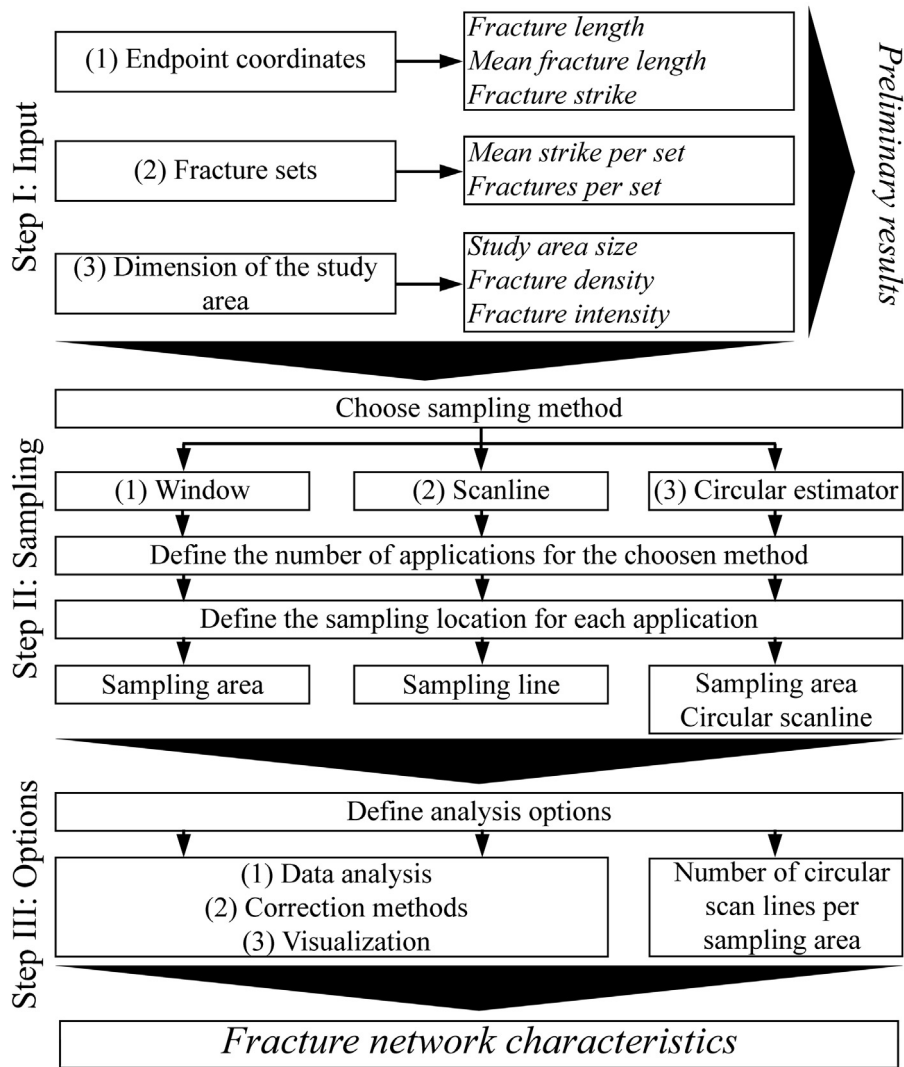 Step I: Input
(1) Endpoint coordinates
Fracture length
Mean fracture length
Fracture strike
(2) Fracture sets
Mean strike per set
Fractures per set
(3) Dimension of the study
area
Study area size
Fracture density
Fracture intensity
Preliminary results
Step II: Sampling
Choose sampling method
(1) Window
(2) Scanline
(3) Circular estimator
Define the number of applications for the choosen method
Define the sampling location for each application
Sampling area
Sampling line
Sampling area
Circular scanline
Step III: Options
Define analysis options
(1) Data analysis
(2) Correction methods
(3) Visualization
Number of circular
scan lines per
sampling area
Fracture network characteristics